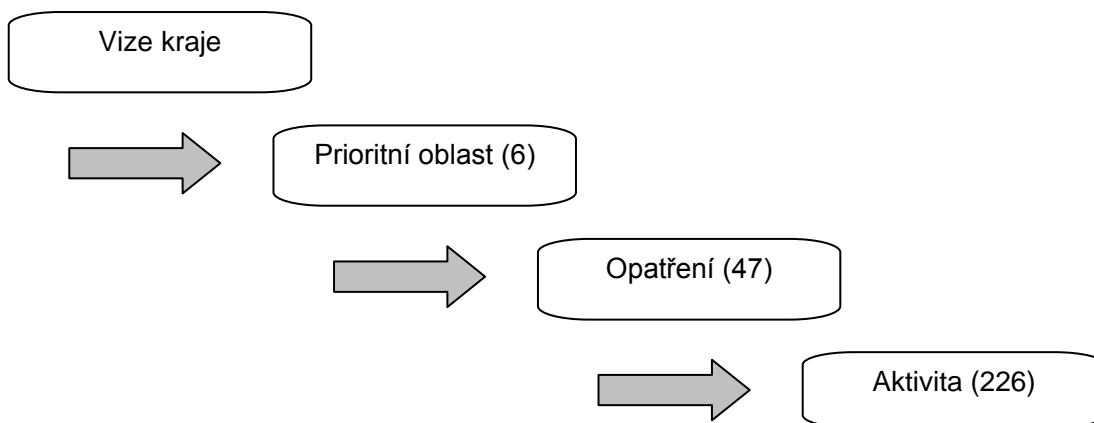 Vize kraje
Prioritní oblast (6)
Opatření (47)
Aktivita (226)